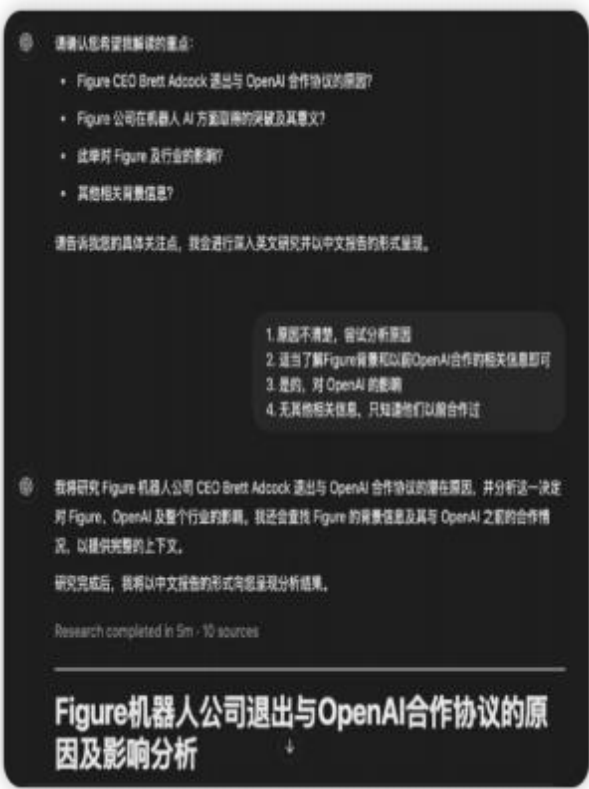 请确认您希望我解读的重点：
• Figure CEO Brett Adcock 退出与 OpenAI 合作协议的原因？
• Figure 公司在机器人 AI 方面取得的突破及其意义？
• 此举对 Figure 及行业的影响？
• 其他相关背景信息？
请告诉我您的具体关注点，我会进行深入英文研究并以中文报告的形式呈现。
1. 原因不清楚，尝试分析原因
2. 适当了解Figure背景和以前OpenAI合作的相关信息即可
3. 是的，对 OpenAI 的影响
4. 无其他相关信息，只知道他们以前合作过
我将研究 Figure 机器人公司 CEO Brett Adcock 退出与 OpenAI 合作协议的潜在原因，并分析这一决定
对 Figure、OpenAI 及整个行业的影响。我还会查找 Figure 的背景信息及其与 OpenAI 之前的合作情
况，以提供完整的上下文。
研究完成后，我将以中文报告的形式向您呈现分析结果。
Research completed in 5m · 10 sources
Figure机器人公司退出与OpenAI合作协议的原
因及影响分析